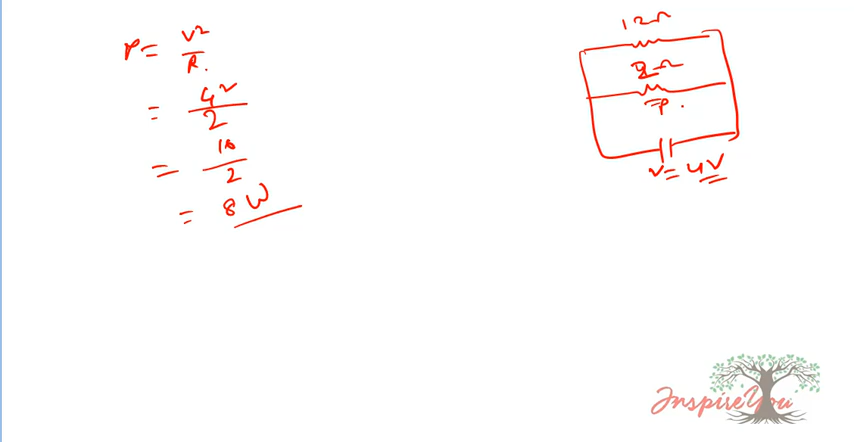 P = V²/R.
= 4²/2
= 16/2
= 8 W
12Ω
2Ω
P.
V = 4V
InspireYou